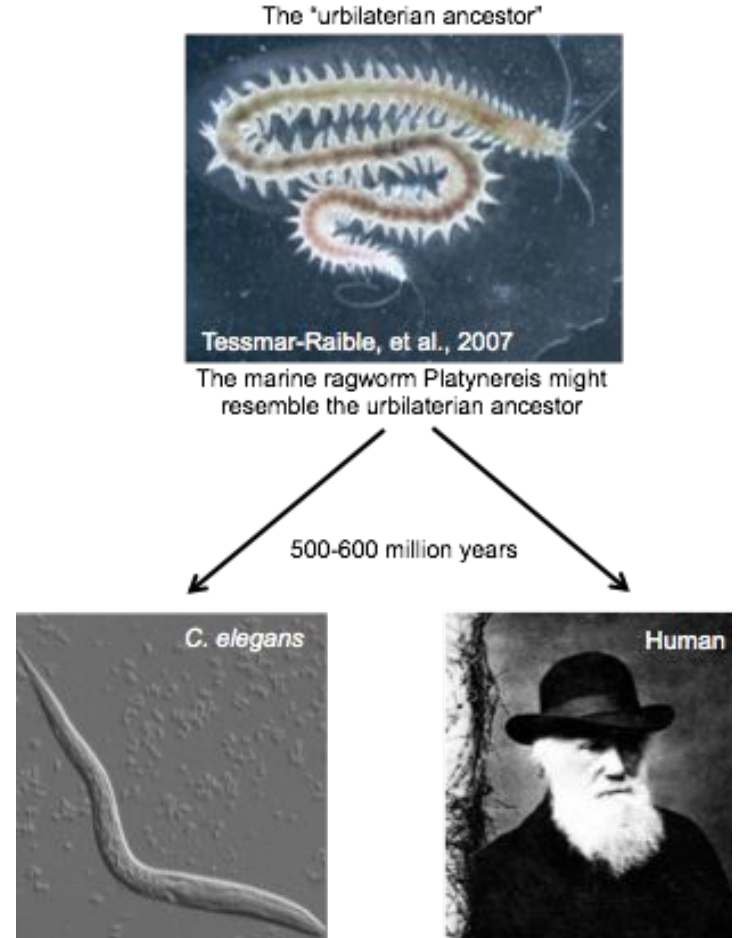 The "urbilaterian ancestor"
Tessmar-Raible, et al., 2007
The marine ragworm Platynereis might
resemble the urbilaterian ancestor
500-600 million years
C. elegans
Human